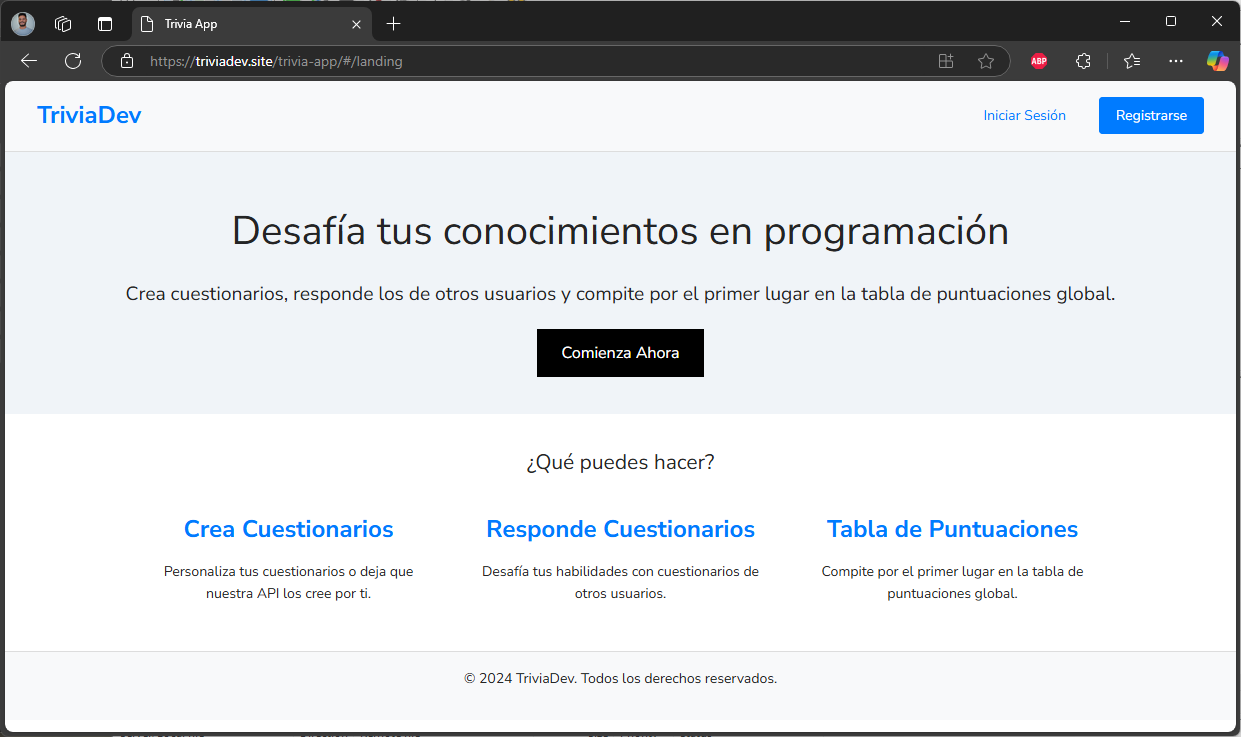 Trivia App
https://triviadev.site/trivia-app/#/landing
ABP
TriviaDev
Iniciar Sesión
Registrarse
Desafía tus conocimientos en programación
Crea cuestionarios, responde los de otros usuarios y compite por el primer lugar en la tabla de puntuaciones global.
Comienza Ahora
¿Qué puedes hacer?
Crea Cuestionarios
Personaliza tus cuestionarios o deja que
nuestra API los cree por ti.
Responde Cuestionarios
Desafía tus habilidades con cuestionarios de
otros usuarios.
Tabla de Puntuaciones
Compite por el primer lugar en la tabla de
puntuaciones global.
© 2024 TriviaDev. Todos los derechos reservados.